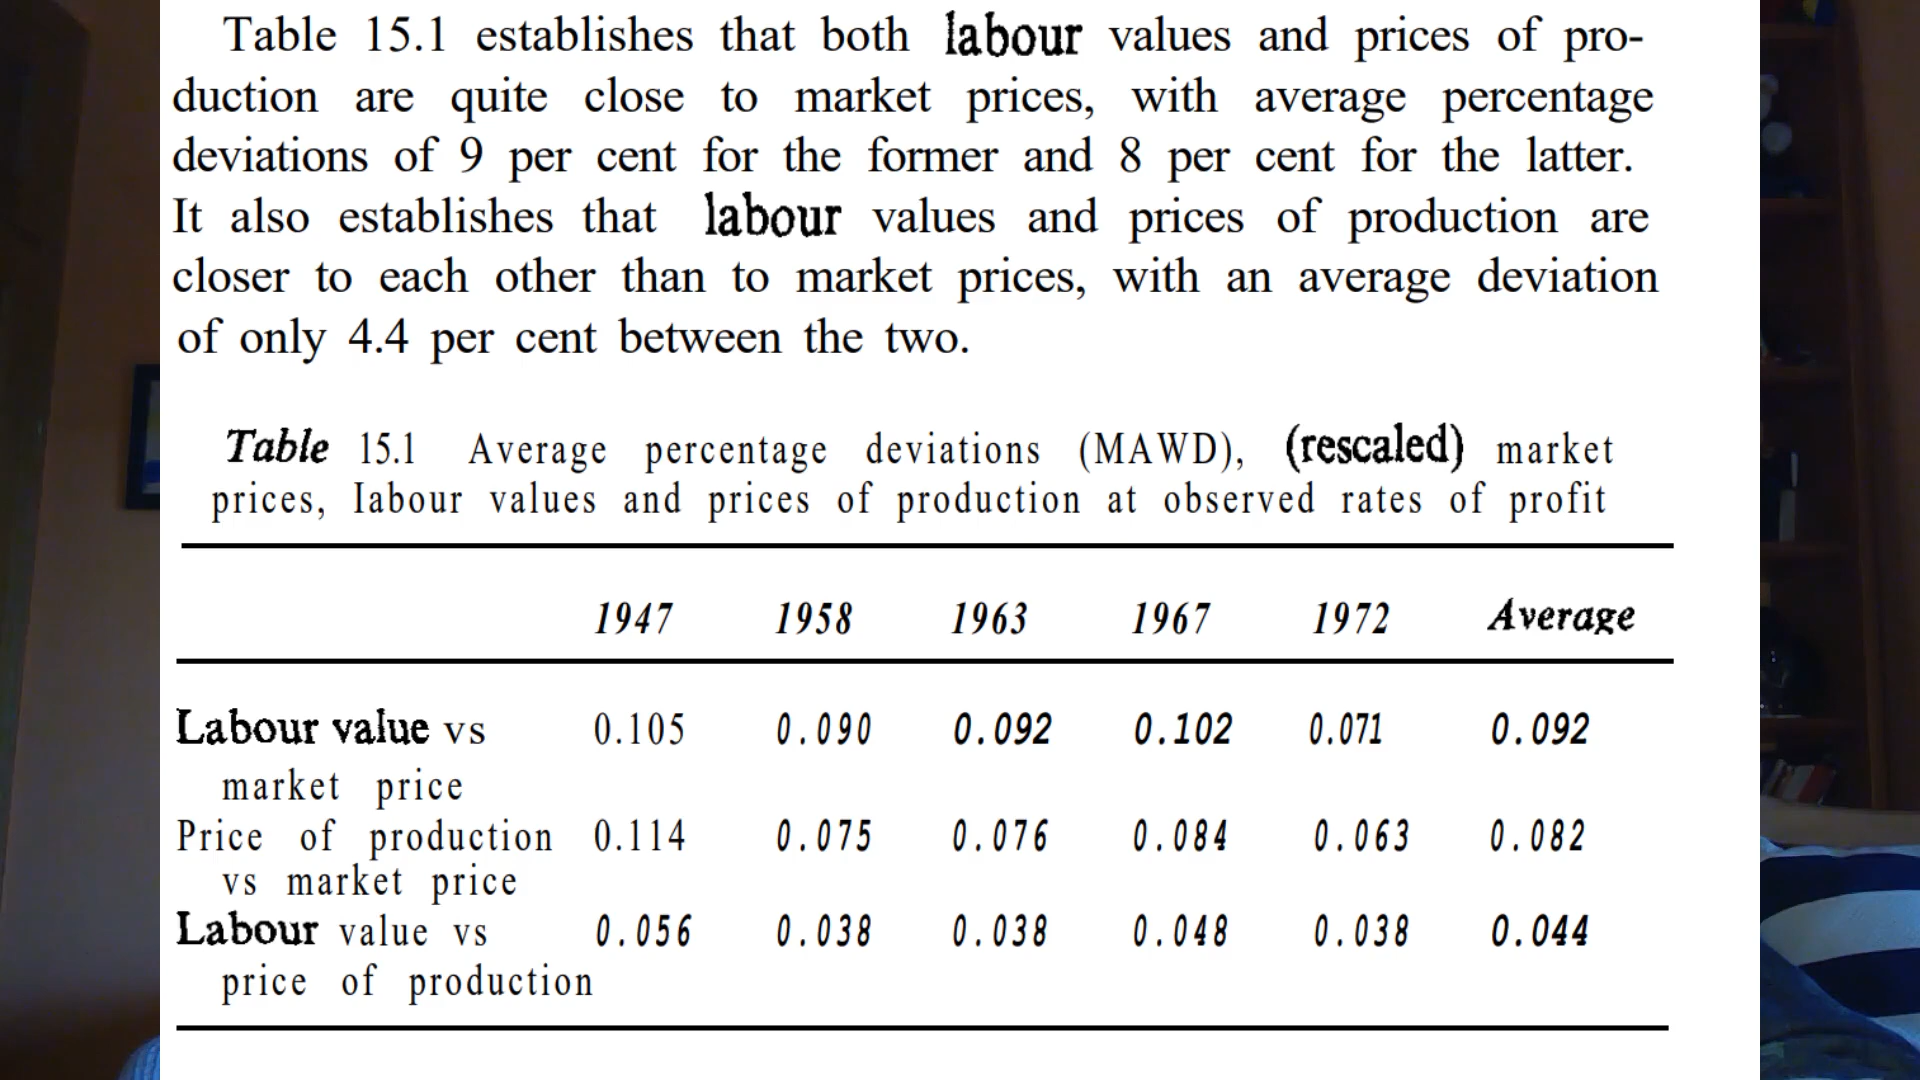 Table 15.1 establishes that both labour values and prices of pro-
duction are quite close to market prices, with average percentage
deviations of 9 per cent for the former and 8 per cent for the latter.
It also establishes that labour values and prices of production are
closer to each other than to market prices, with an average deviation
of only 4.4 per cent between the two.
Table 15.1 Average percentage deviations (MAWD), (rescaled) market
prices, Iabour values and prices of production at observed rates of profit
1947 1958 1963 1967 1972 Average
Labour value vs 0.105 0.090 0.092 0.102 0.071 0.092
market price
Price of production 0.114 0.075 0.076 0.084 0.063 0.082
vs market price
Labour value vs 0.056 0.038 0.038 0.048 0.038 0.044
price of production